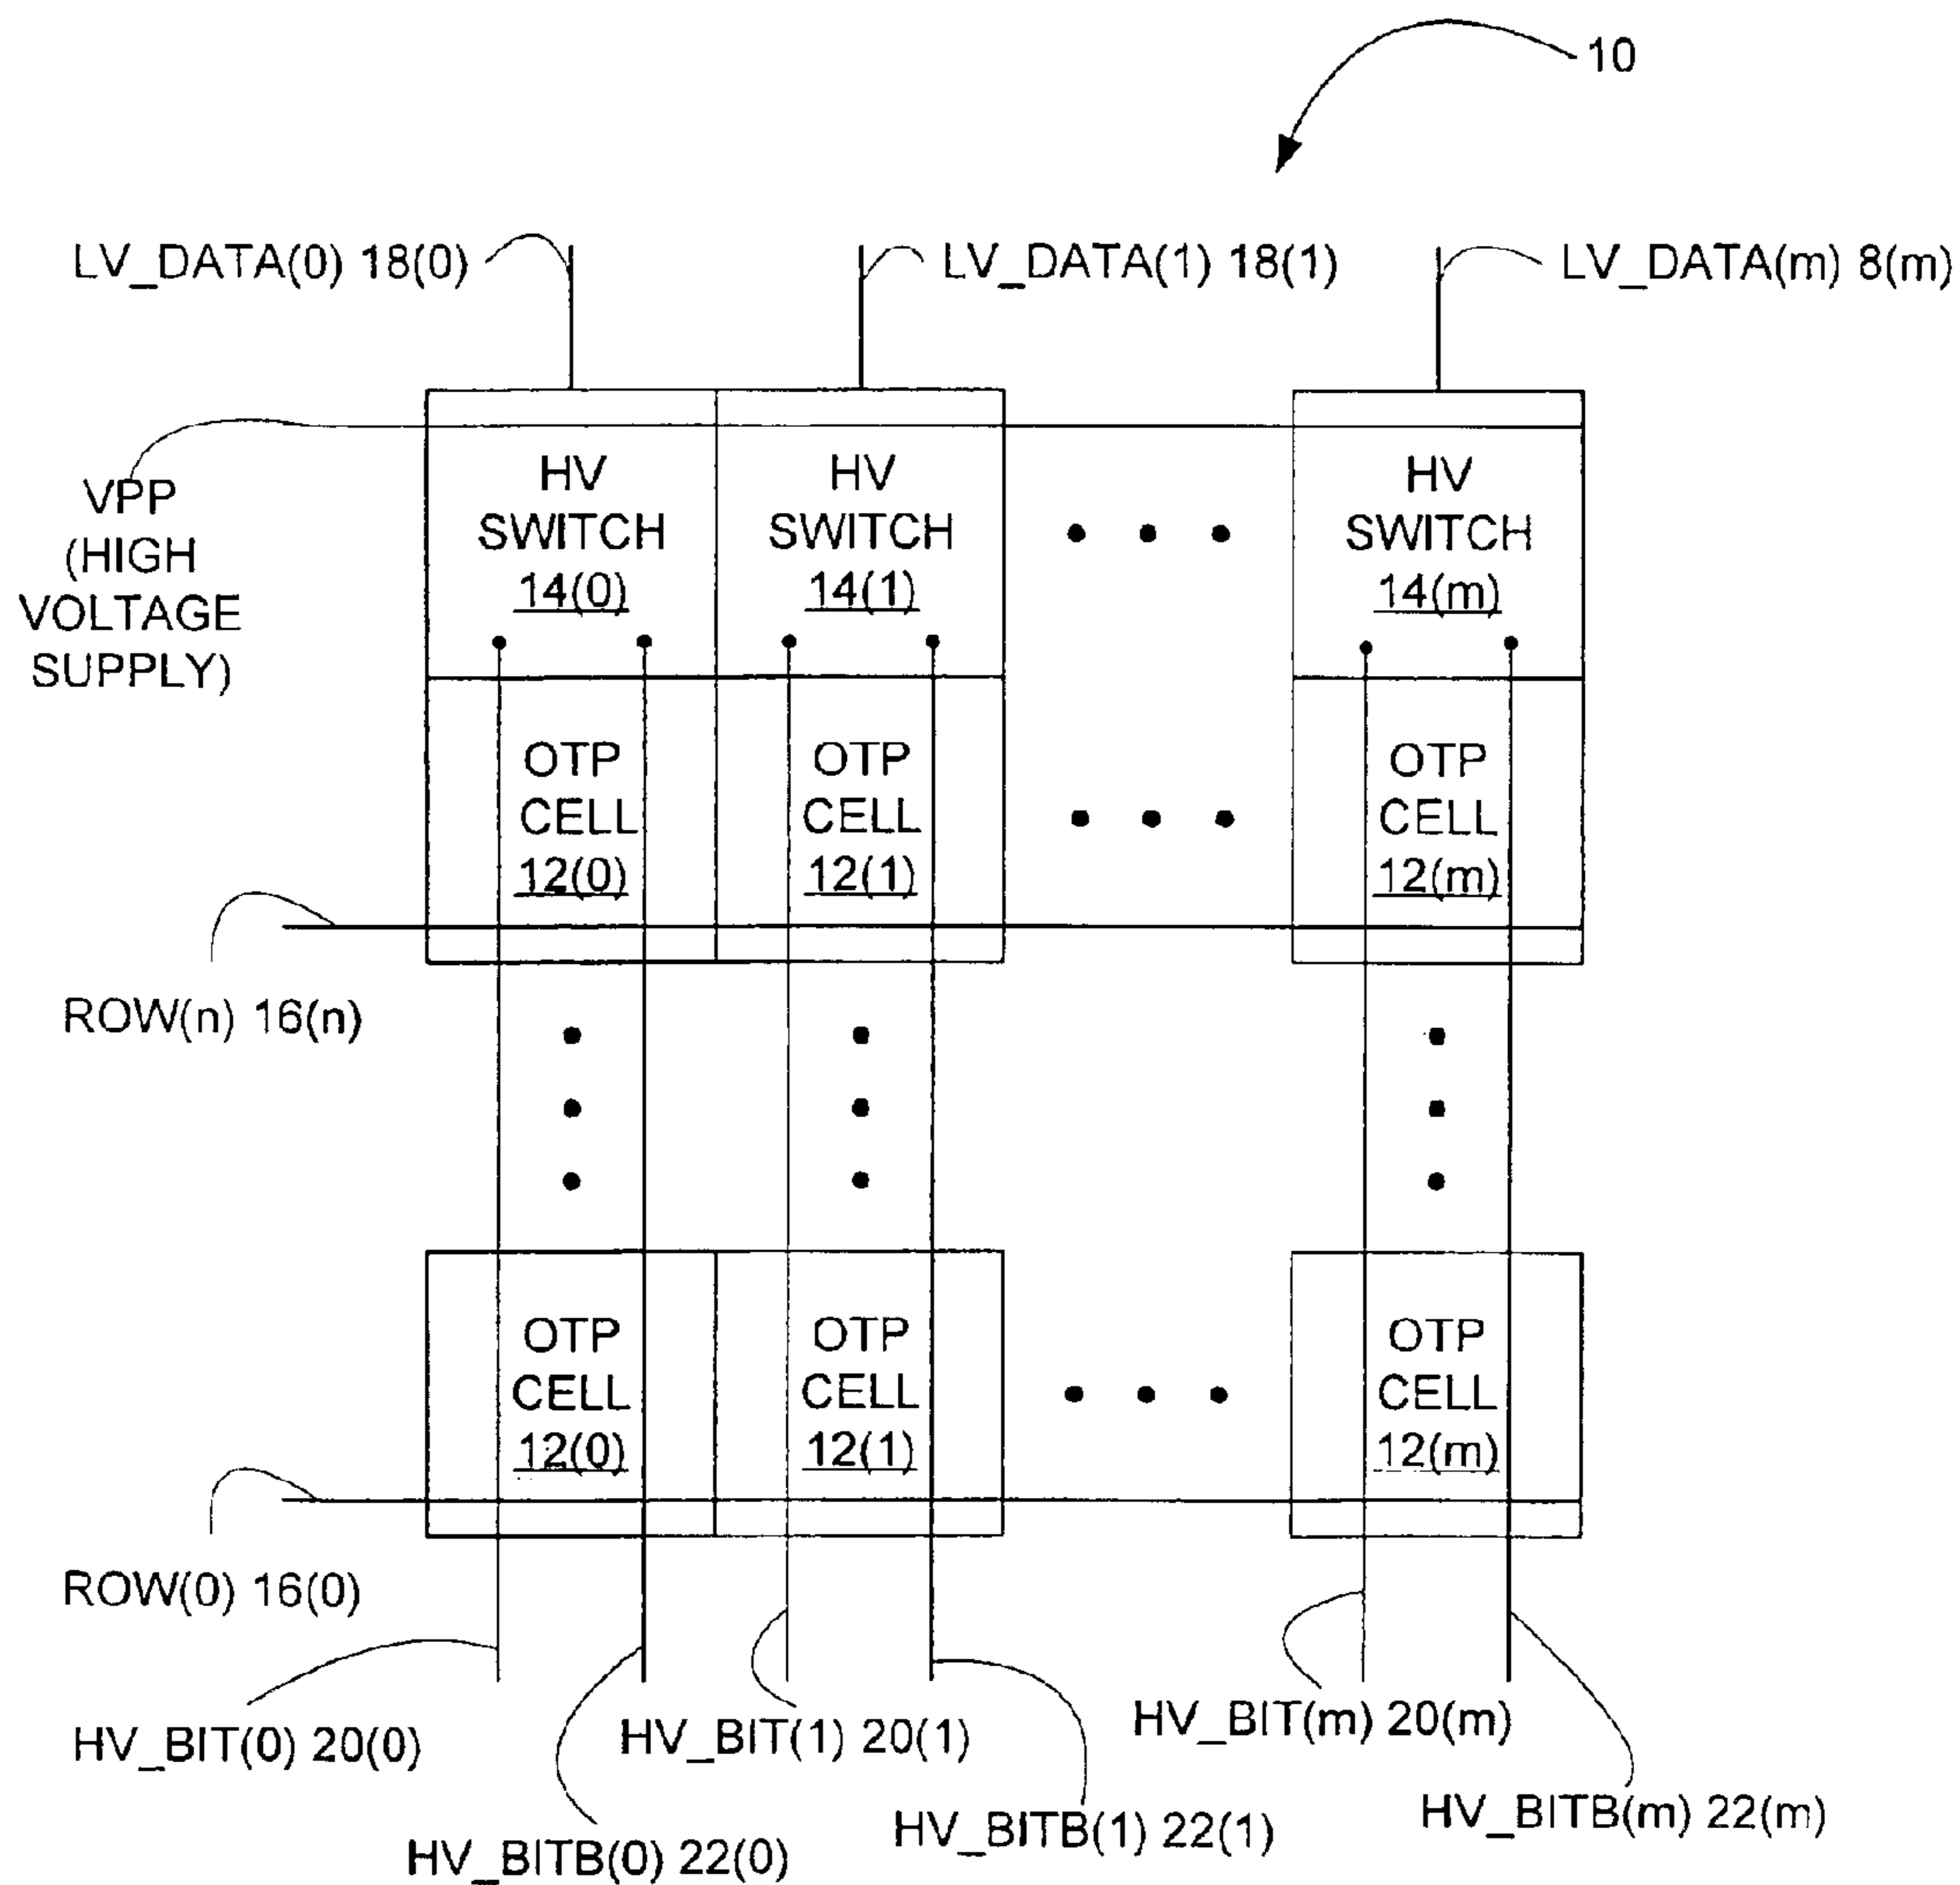 10
LV_DATA(0) 18(0)
LV_DATA(1) 18(1)
LV_DATA(m) 8(m)
VPP
(HIGH
VOLTAGE
SUPPLY)
HV
SWITCH
14(0)
HV
SWITCH
14(1)
HV
SWITCH
14(m)
OTP
CELL
12(0)
OTP
CELL
12(1)
OTP
CELL
12(m)
ROW(n) 16(n)
OTP
CELL
12(0)
OTP
CELL
12(1)
OTP
CELL
12(m)
ROW(0) 16(0)
HV_BIT(0) 20(0)
HV_BITB(0) 22(0)
HV_BIT(1) 20(1)
HV_BITB(1) 22(1)
HV_BIT(m) 20(m)
HV_BITB(m) 22(m)